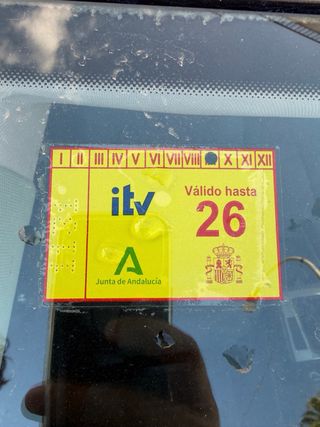 I II III IV V VI VII VIII X XI XII
itv
Válido hasta
26
Junta de Andalucía